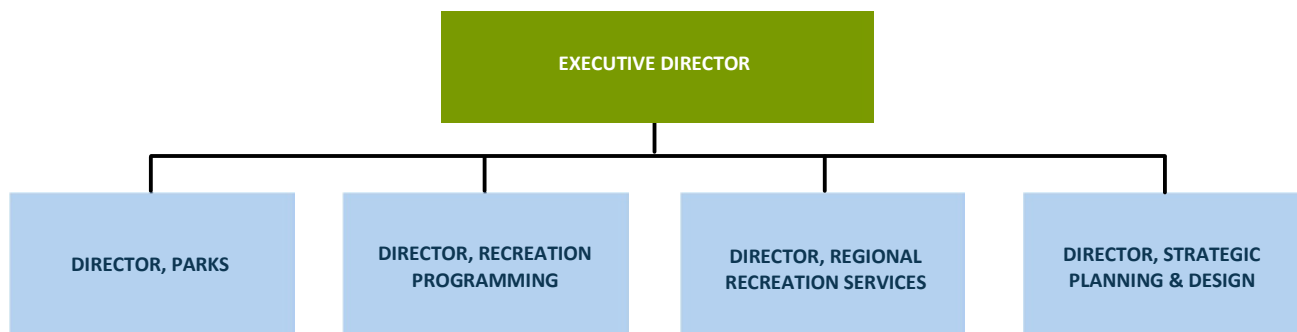 EXECUTIVE DIRECTOR
DIRECTOR, PARKS
DIRECTOR, RECREATION
PROGRAMMING
DIRECTOR, REGIONAL
RECREATION SERVICES
DIRECTOR, STRATEGIC
PLANNING & DESIGN